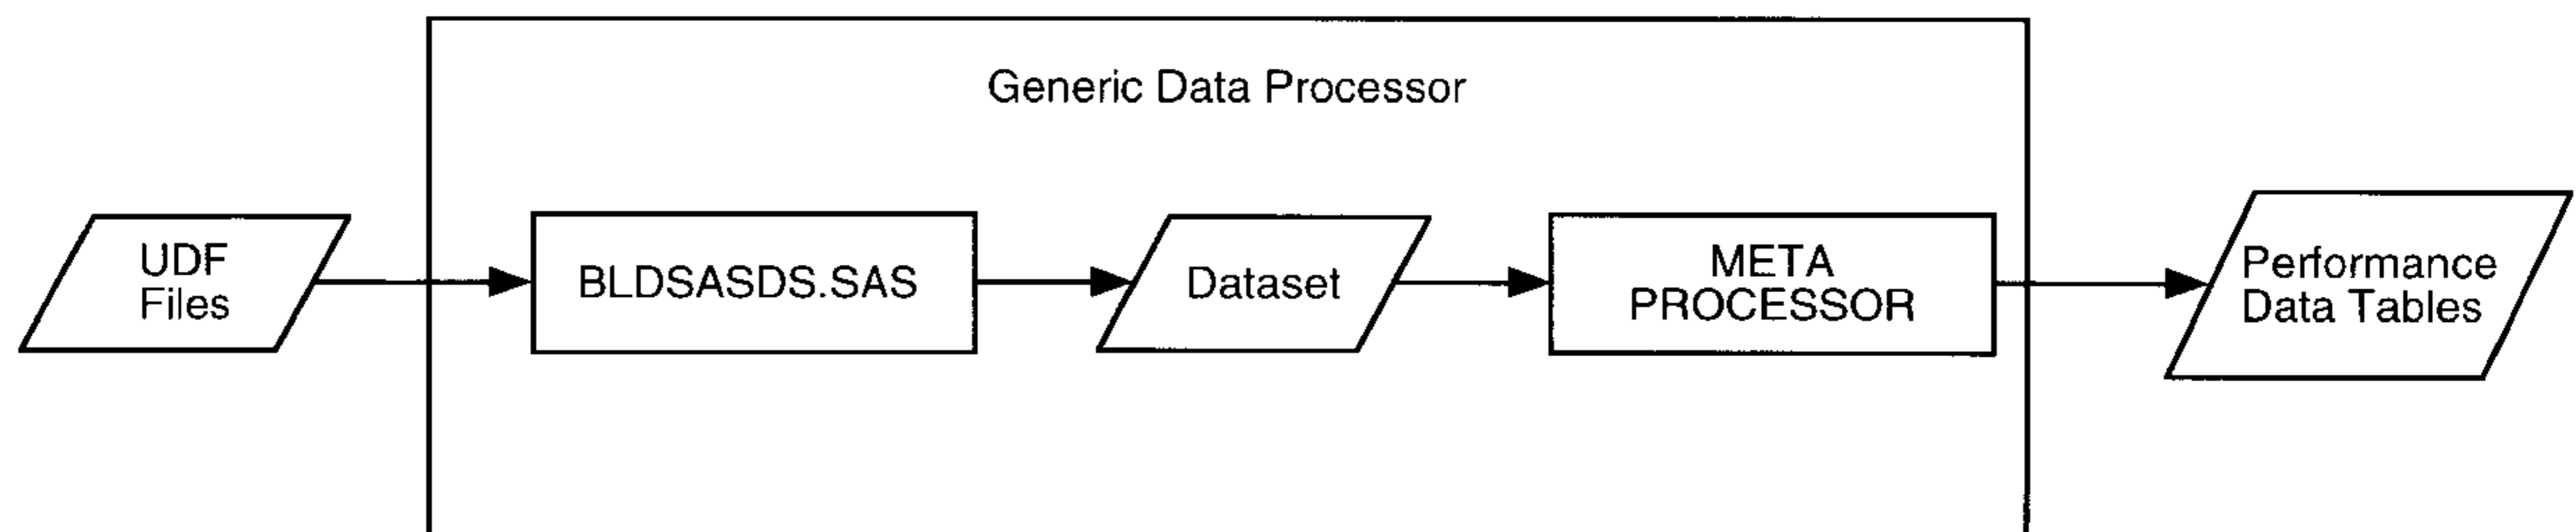 Generic Data Processor
UDF
Files
BLDSASDS.SAS
Dataset
META
PROCESSOR
Performance
Data Tables